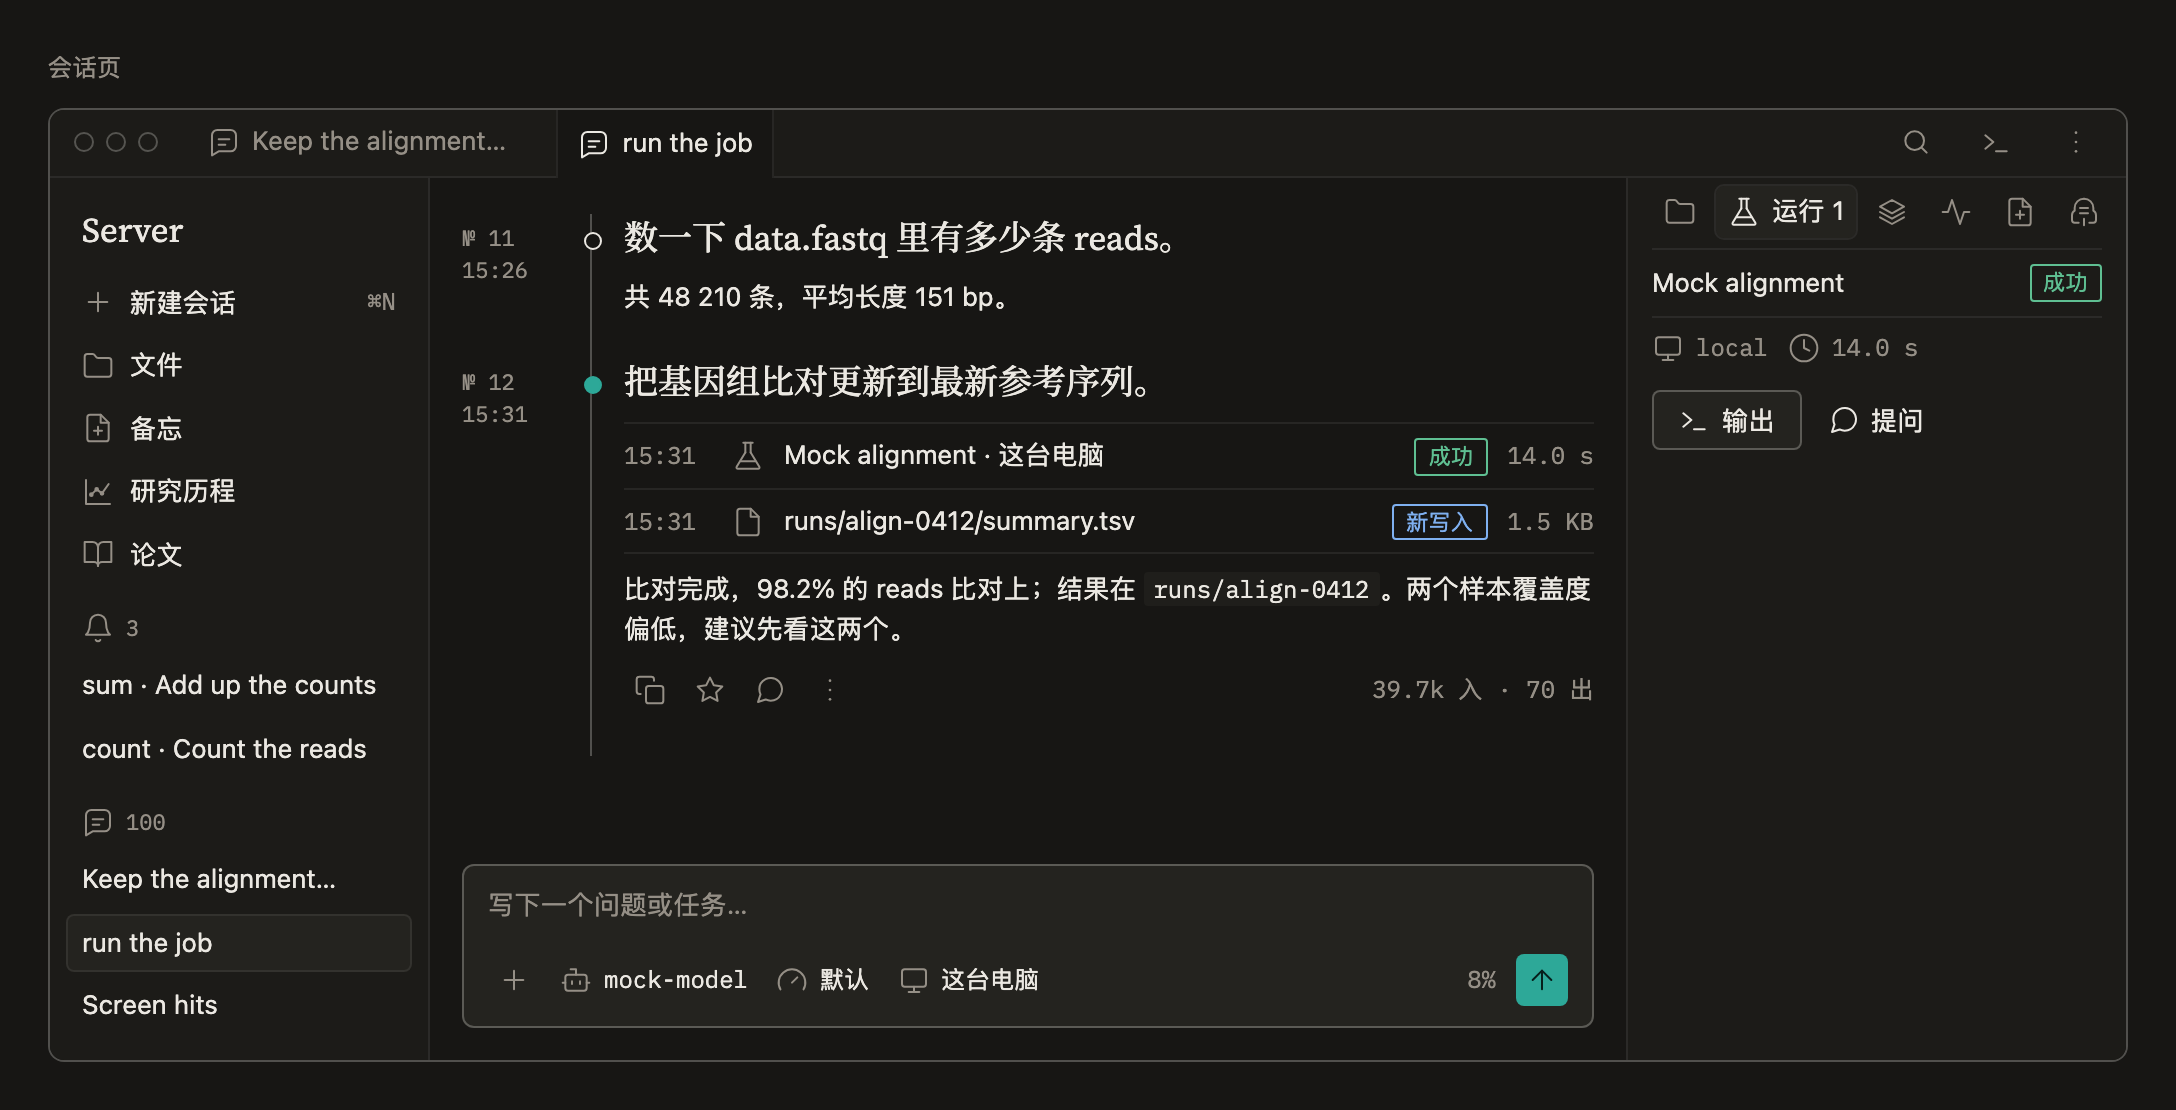 会话页
Keep the alignment...
run the job
Server
新建会话 ⌘N
文件
备忘
研究历程
论文
3
sum · Add up the counts
count · Count the reads
100
Keep the alignment...
run the job
Screen hits
№ 11
15:26
数一下 data.fastq 里有多少条 reads。
共 48 210 条，平均长度 151 bp。
№ 12
15:31
把基因组比对更新到最新参考序列。
15:31 Mock alignment · 这台电脑 成功 14.0 s
15:31 runs/align-0412/summary.tsv 新写入 1.5 KB
比对完成，98.2% 的 reads 比对上；结果在 runs/align-0412 。两个样本覆盖度
偏低，建议先看这两个。
39.7k 入 · 70 出
写下一个问题或任务...
mock-model 默认 这台电脑 8%
运行 1
Mock alignment 成功
local 14.0 s
输出 提问